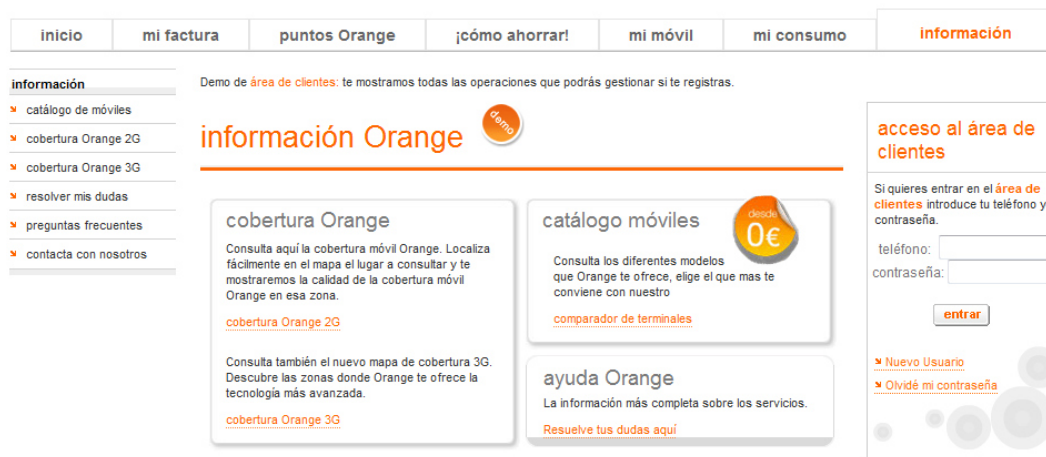 inicio
mi factura
puntos Orange
¡cómo ahorrar!
mi móvil
mi consumo
información
información
catálogo de móviles
cobertura Orange 2G
cobertura Orange 3G
resolver mis dudas
preguntas frecuentes
contacta con nosotros
Demo de área de clientes: te mostramos todas las operaciones que podrás gestionar si te registras.
información Orange
demo
cobertura Orange
Consulta aquí la cobertura móvil Orange. Localiza
fácilmente en el mapa el lugar a consultar y te
mostraremos la calidad de la cobertura móvil
Orange en esa zona.
cobertura Orange 2G
Consulta también el nuevo mapa de cobertura 3G.
Descubre las zonas donde Orange te ofrece la
tecnología más avanzada.
cobertura Orange 3G
catálogo móviles
desde
0€
Consulta los diferentes modelos
que Orange te ofrece, elige el que mas te
conviene con nuestro
comparador de terminales
ayuda Orange
La información más completa sobre los servicios.
Resuelve tus dudas aquí
acceso al área de
clientes
Si quieres entrar en el área de
clientes introduce tu teléfono y
contraseña.
teléfono:
contraseña:
entrar
Nuevo Usuario
Olvidé mi contraseña